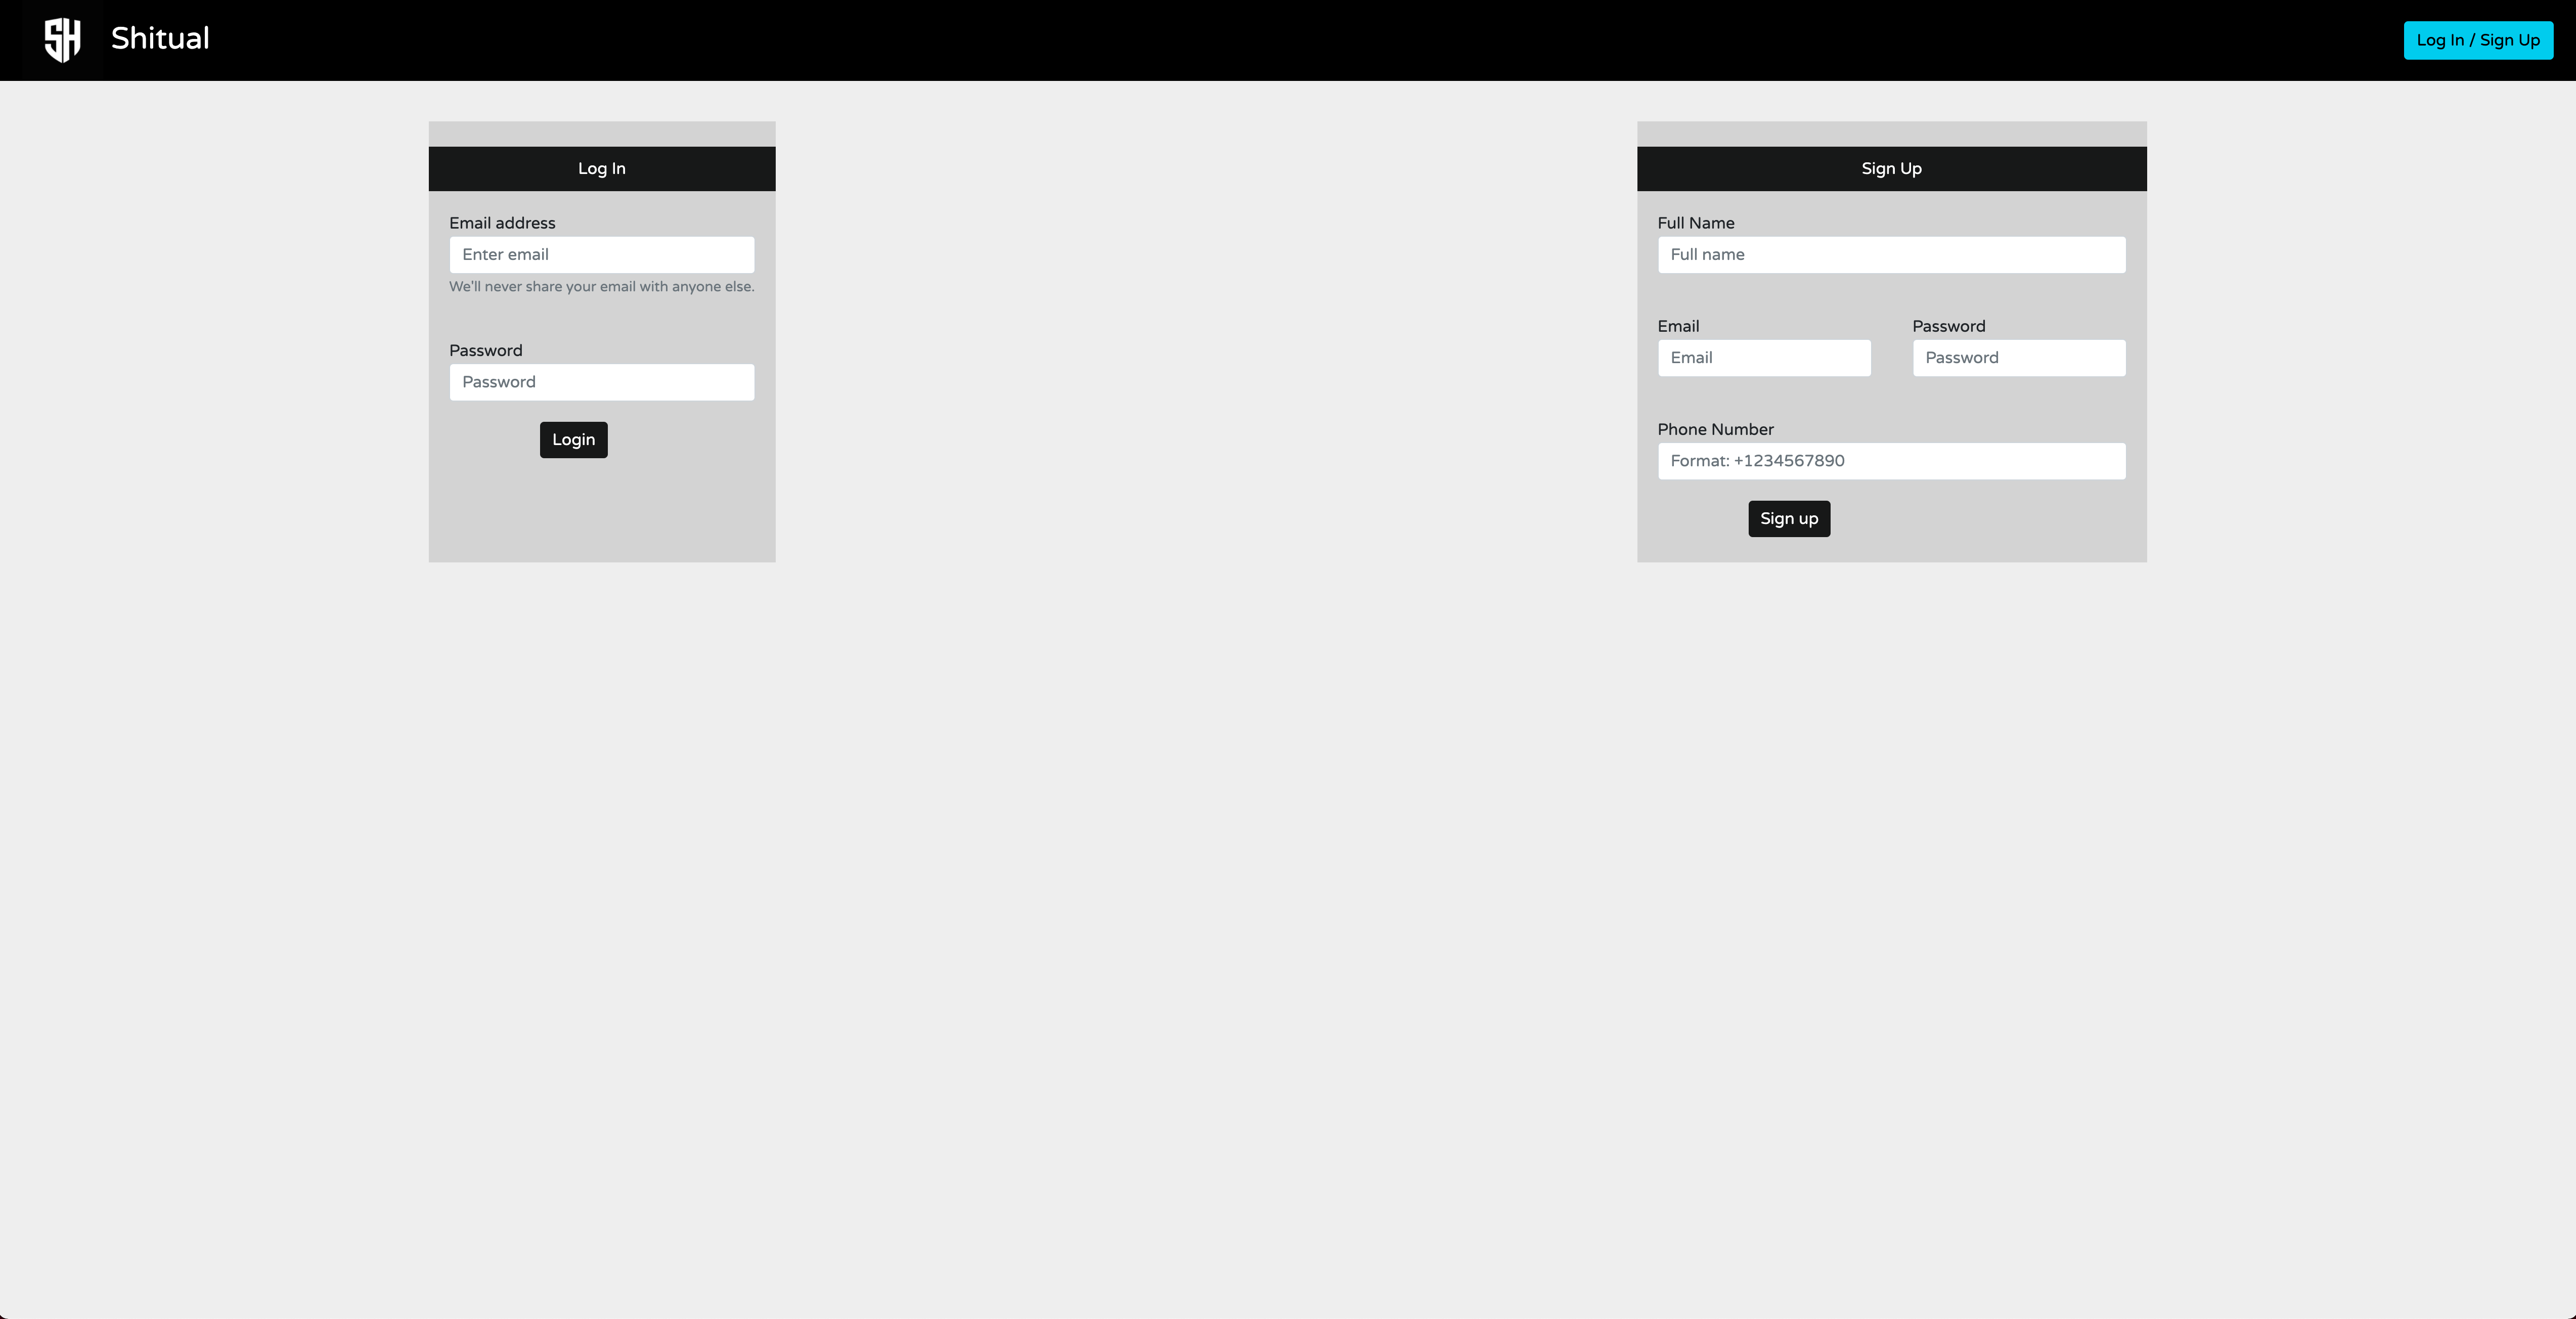 SH Shitual
Log In / Sign Up
Log In
Email address
Enter email
We'll never share your email with anyone else.
Password
Password
Login
Sign Up
Full Name
Full name
Email Password
Email Password
Phone Number
Format: +1234567890
Sign up